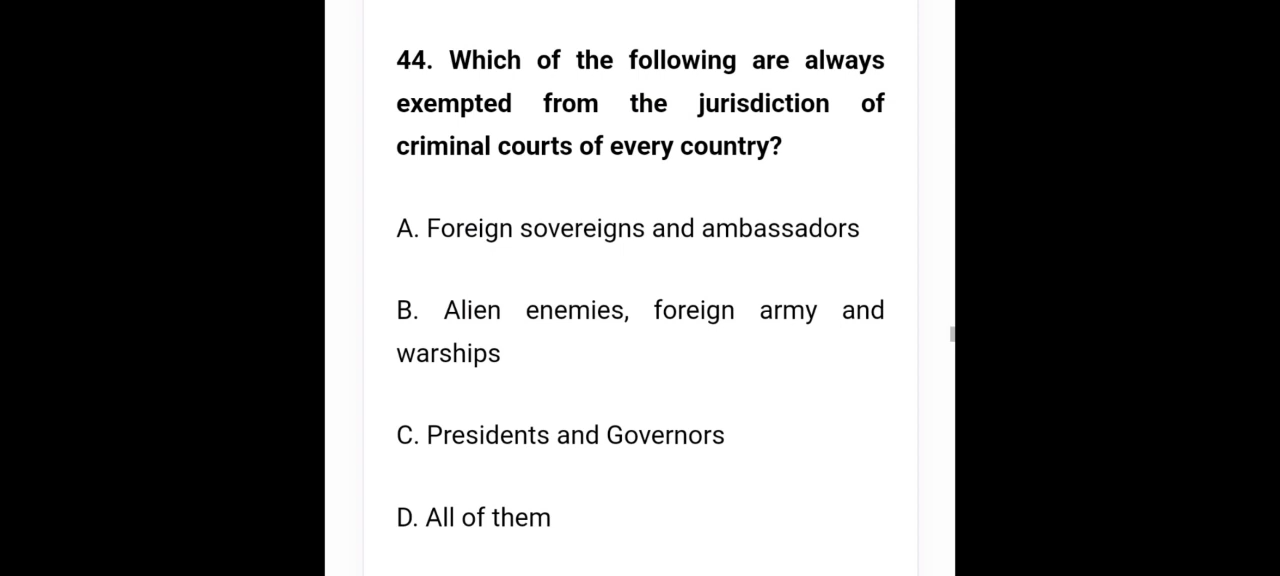 44. Which of the following are always
exempted from the jurisdiction of
criminal courts of every country?
A. Foreign sovereigns and ambassadors
B. Alien enemies, foreign army and
warships
C. Presidents and Governors
D. All of them